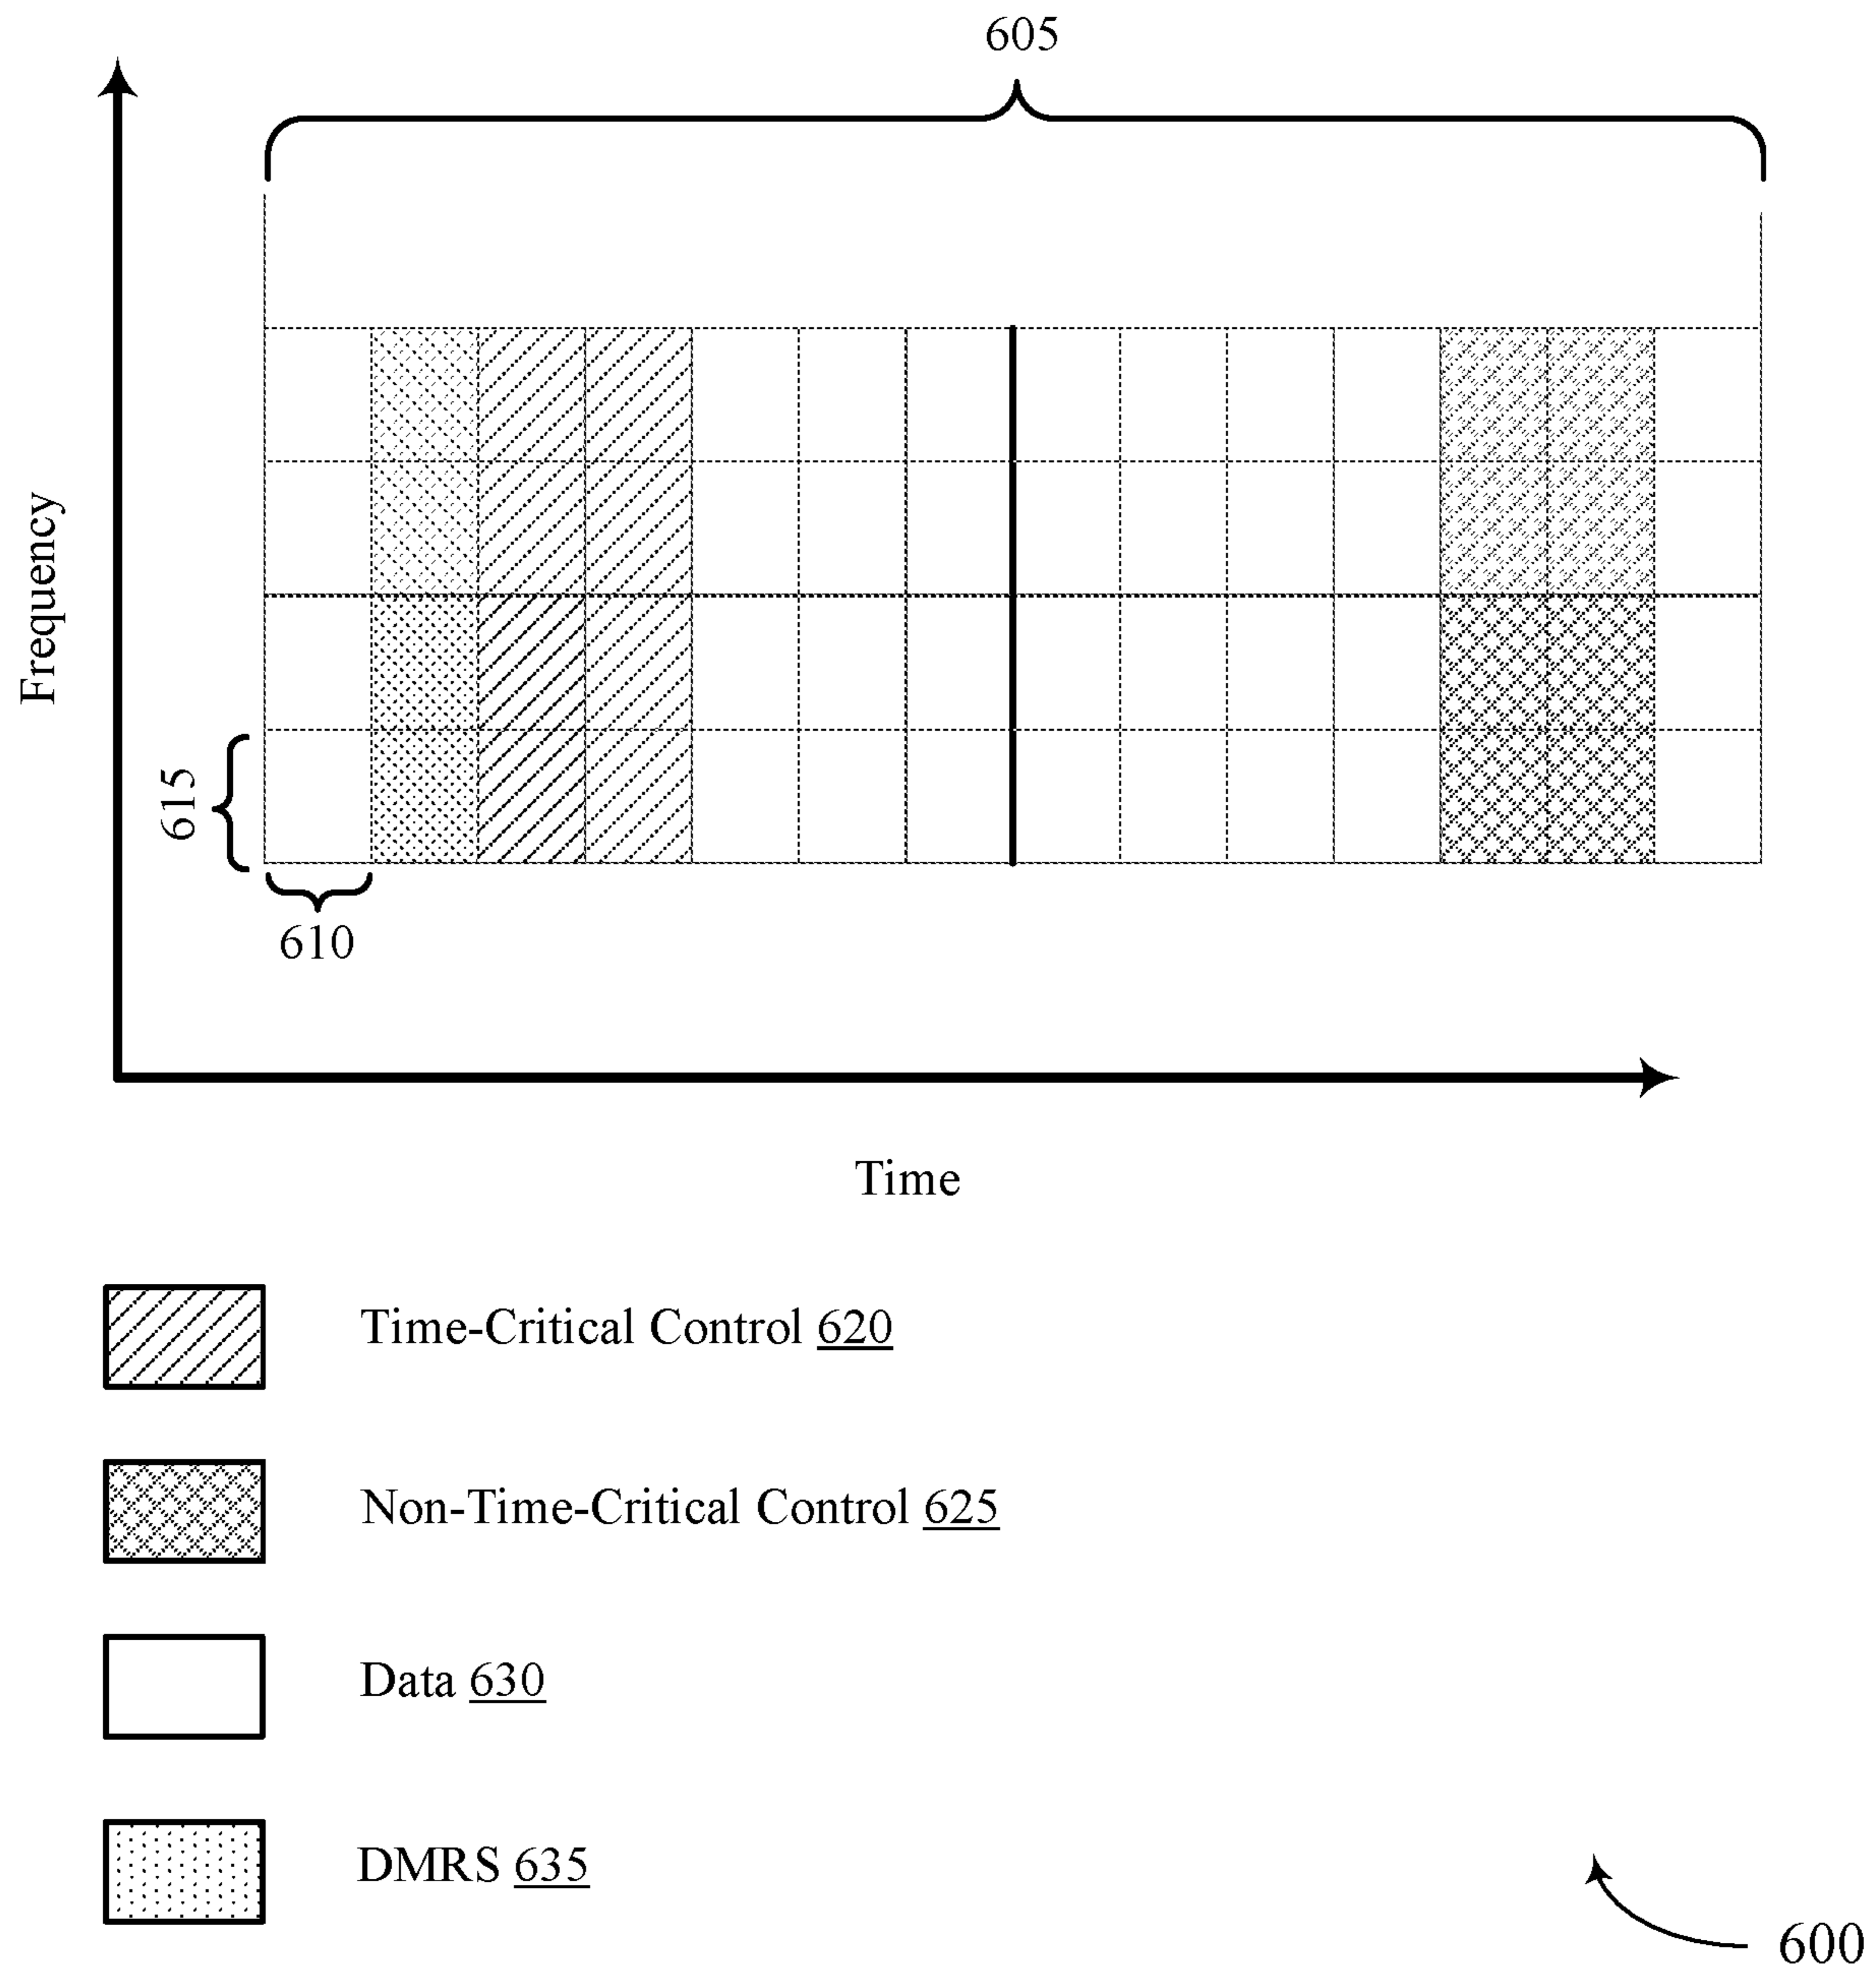 605
Frequency
615
610
Time
Time-Critical Control 620
Non-Time-Critical Control 625
Data 630
DMRS 635
600